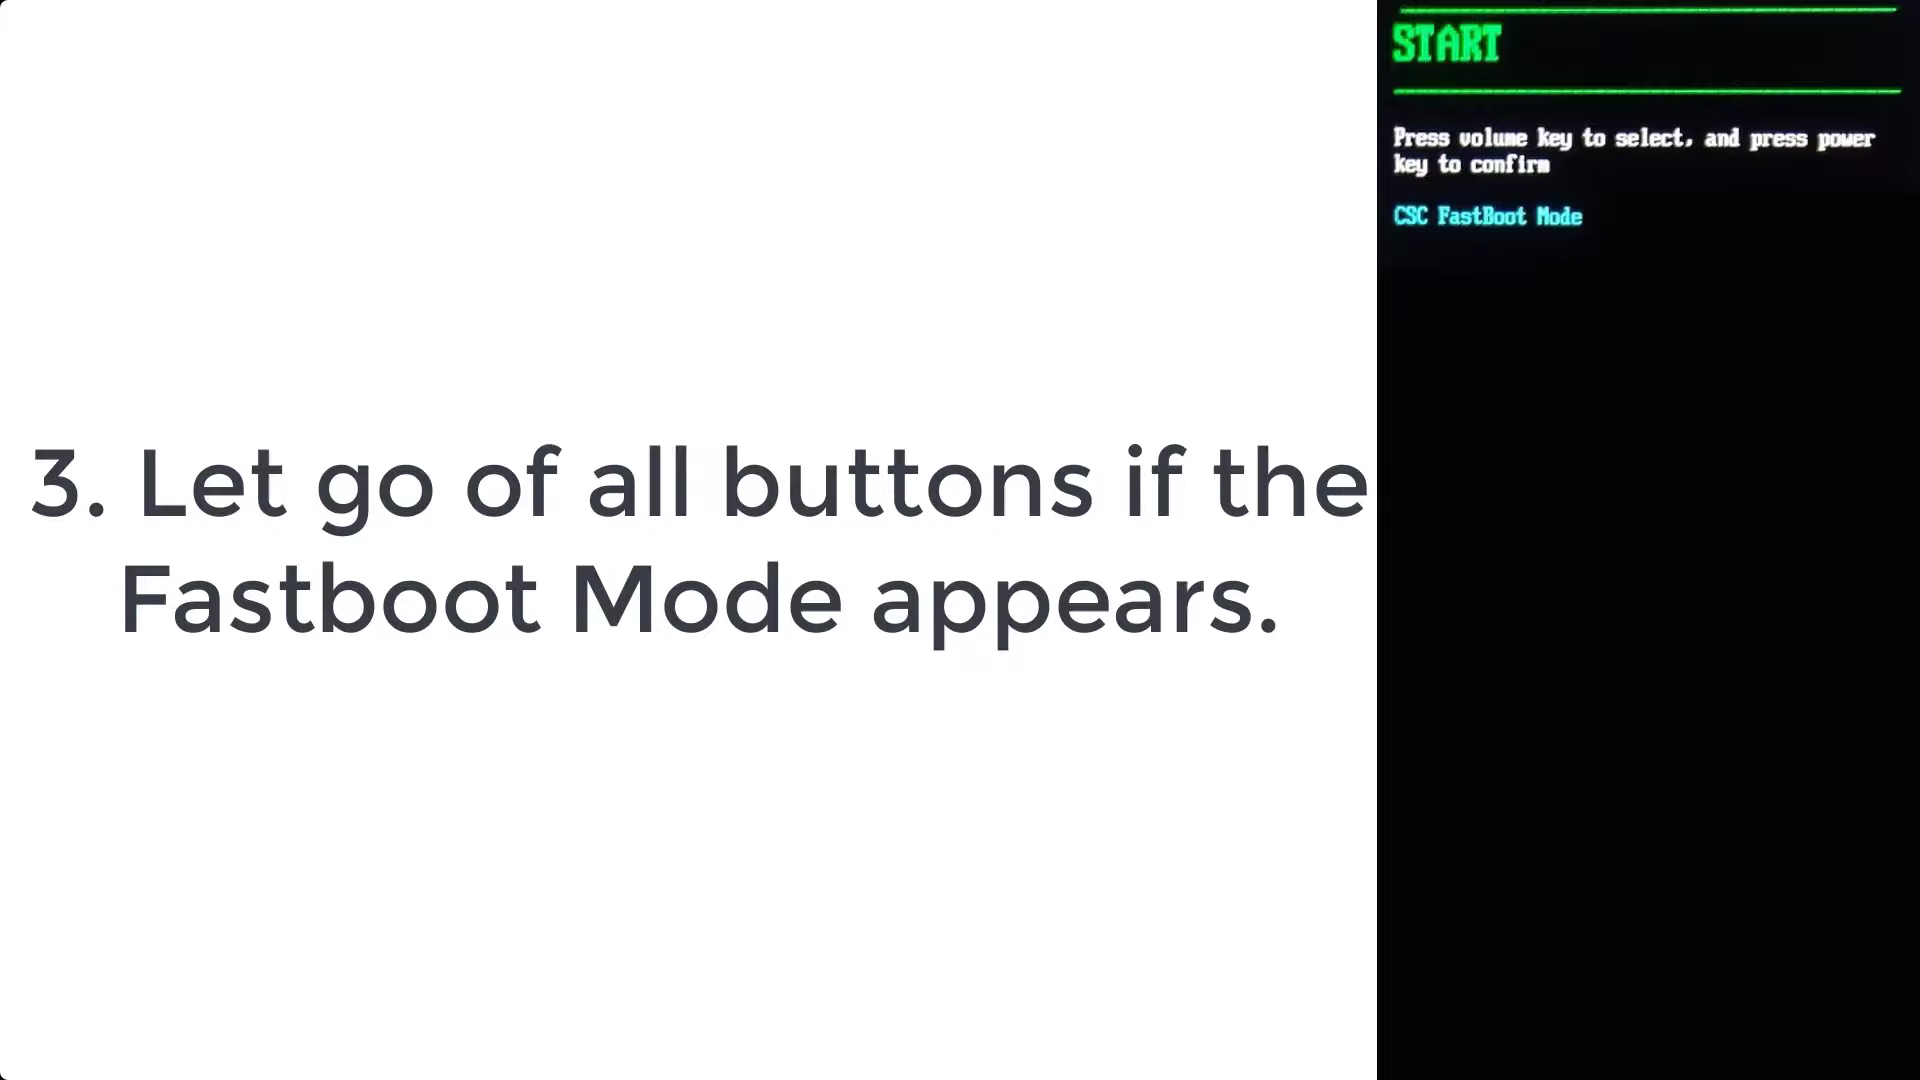 3. Let go of all buttons if the
Fastboot Mode appears.
START
Press volume key to select, and press power
key to confirm
CSC FastBoot Mode